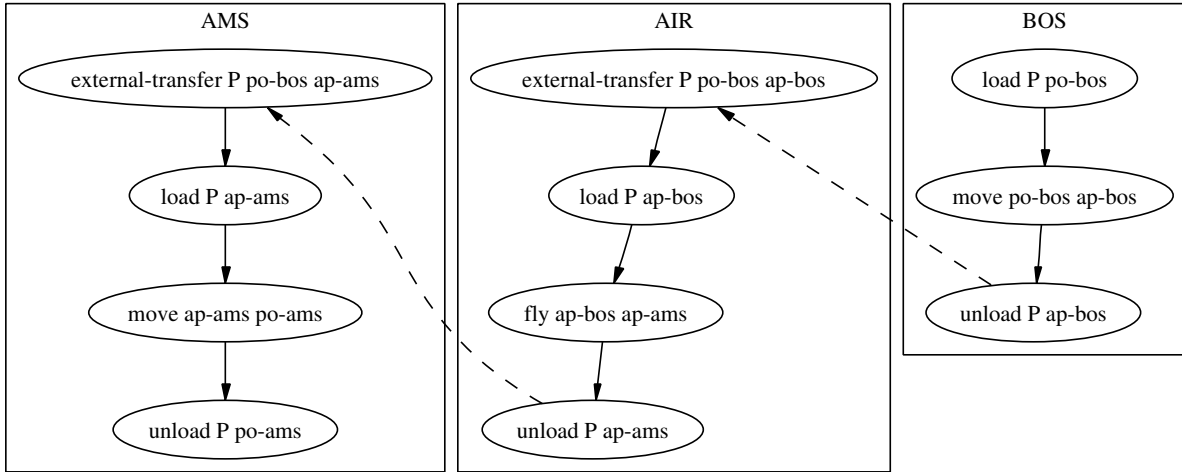 AMS
external-transfer P po-bos ap-ams
load P ap-ams
move ap-ams po-ams
unload P po-ams
AIR
external-transfer P po-bos ap-bos
load P ap-bos
fly ap-bos ap-ams
unload P ap-ams
BOS
load P po-bos
move po-bos ap-bos
unload P ap-bos